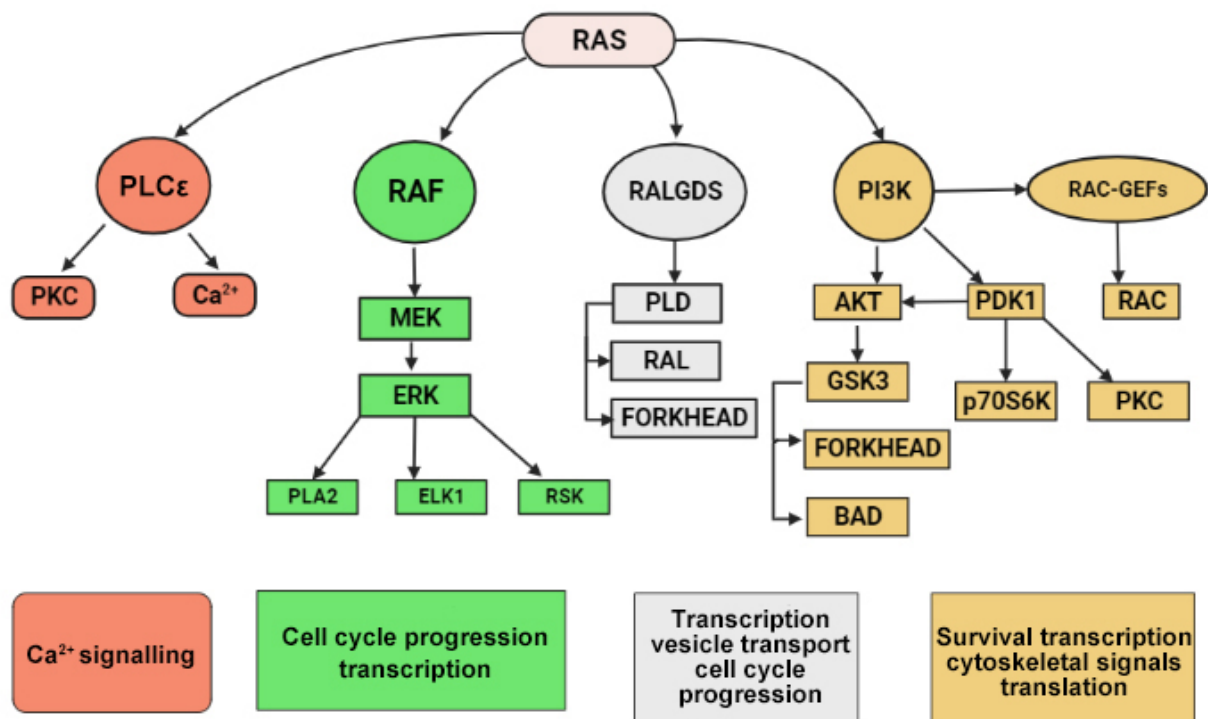 RAS
PLCε
RAF
RALGDS
PI3K
RAC-GEFs
PKC
Ca²⁺
MEK
PLD
AKT
PDK1
RAC
RAL
GSK3
ERK
FORKHEAD
p70S6K
PKC
FORKHEAD
PLA2
ELK1
RSK
BAD
Ca²⁺ signalling
Cell cycle progression
transcription
Transcription
vesicle transport
cell cycle
progression
Survival transcription
cytoskeletal signals
translation